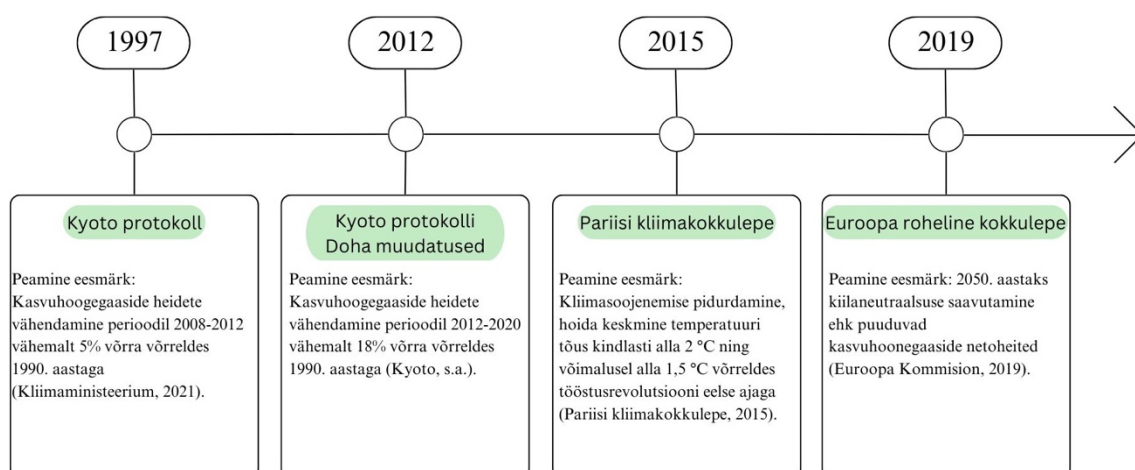 1997
2012
2015
2019
Kyoto protokoll
Peamine eesmärk:
Kasvuhoogegaaside heidete
vähendamine perioodil 2008-2012
vähemalt 5% võrra võrreldes
1990. aastaga
(Kliimaministeerium, 2021).
Kyoto protokolli
Doha muudatused
Peamine eesmärk:
Kasvuhoogegaaside heidete
vähendamine perioodil 2012-2020
vähemalt 18% võrra võrreldes
1990. aastaga (Kyoto, s.a.).
Pariisi kliimakokkulepe
Peamine eesmärk:
Kliimasoojenemise pidurdamine,
hoida keskmine temperatuuri
tõus kindlasti alla 2 °C ning
võimalusel alla 1,5 °C võrreldes
tööstusrevolutsiooni eelse ajaga
(Pariisi kliimakokkulepe, 2015).
Euroopa roheline kokkulepe
Peamine eesmärk: 2050. aastaks
kiilaneutraalsuse saavutamine
ehk puuduvad
kasvuhoonegaaside netoheited
(Euroopa Kommision, 2019).